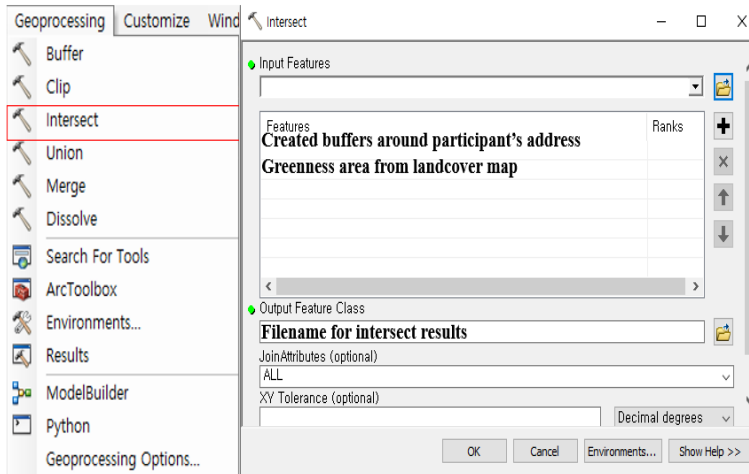 Geoprocessing Customize Wind
Buffer
Clip
Intersect
Union
Merge
Dissolve
Search For Tools
ArcToolbox
Environments...
Results
ModelBuilder
Python
Geoprocessing Options...
Intersect
Input Features
Features Ranks
Created buffers around participant's address
Greenness area from landcover map
Output Feature Class
Filename for intersect results
JoinAttributes (optional)
ALL
XY Tolerance (optional)
Decimal degrees
OK Cancel Environments... Show Help >>